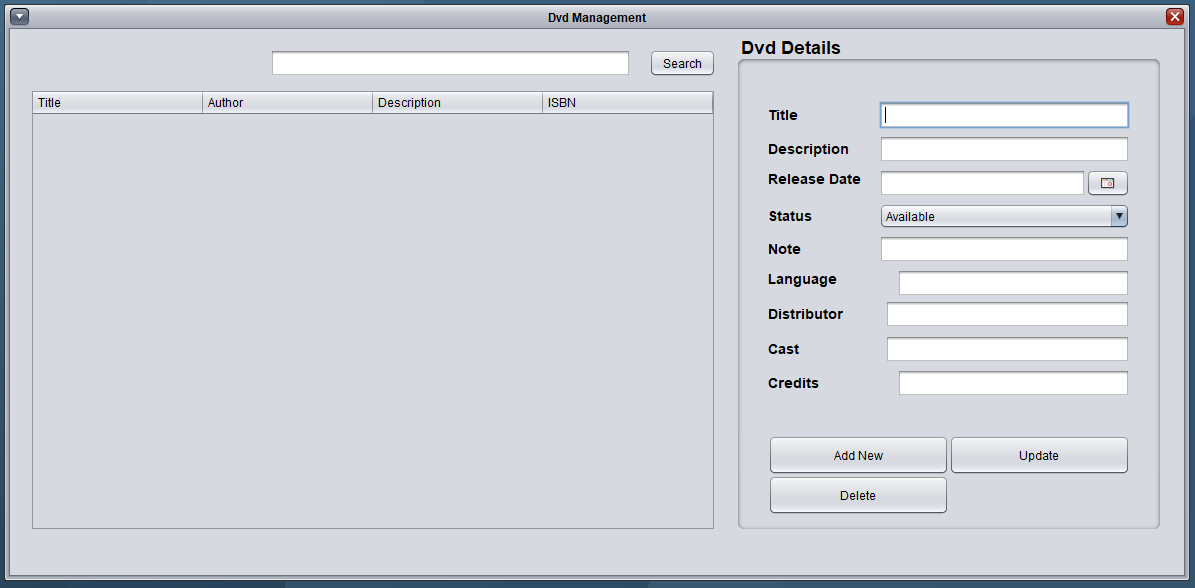 Dvd Management
Search
Title Author Description ISBN
Dvd Details
Title
Description
Release Date
Status Available
Note
Language
Distributor
Cast
Credits
Add New Update
Delete